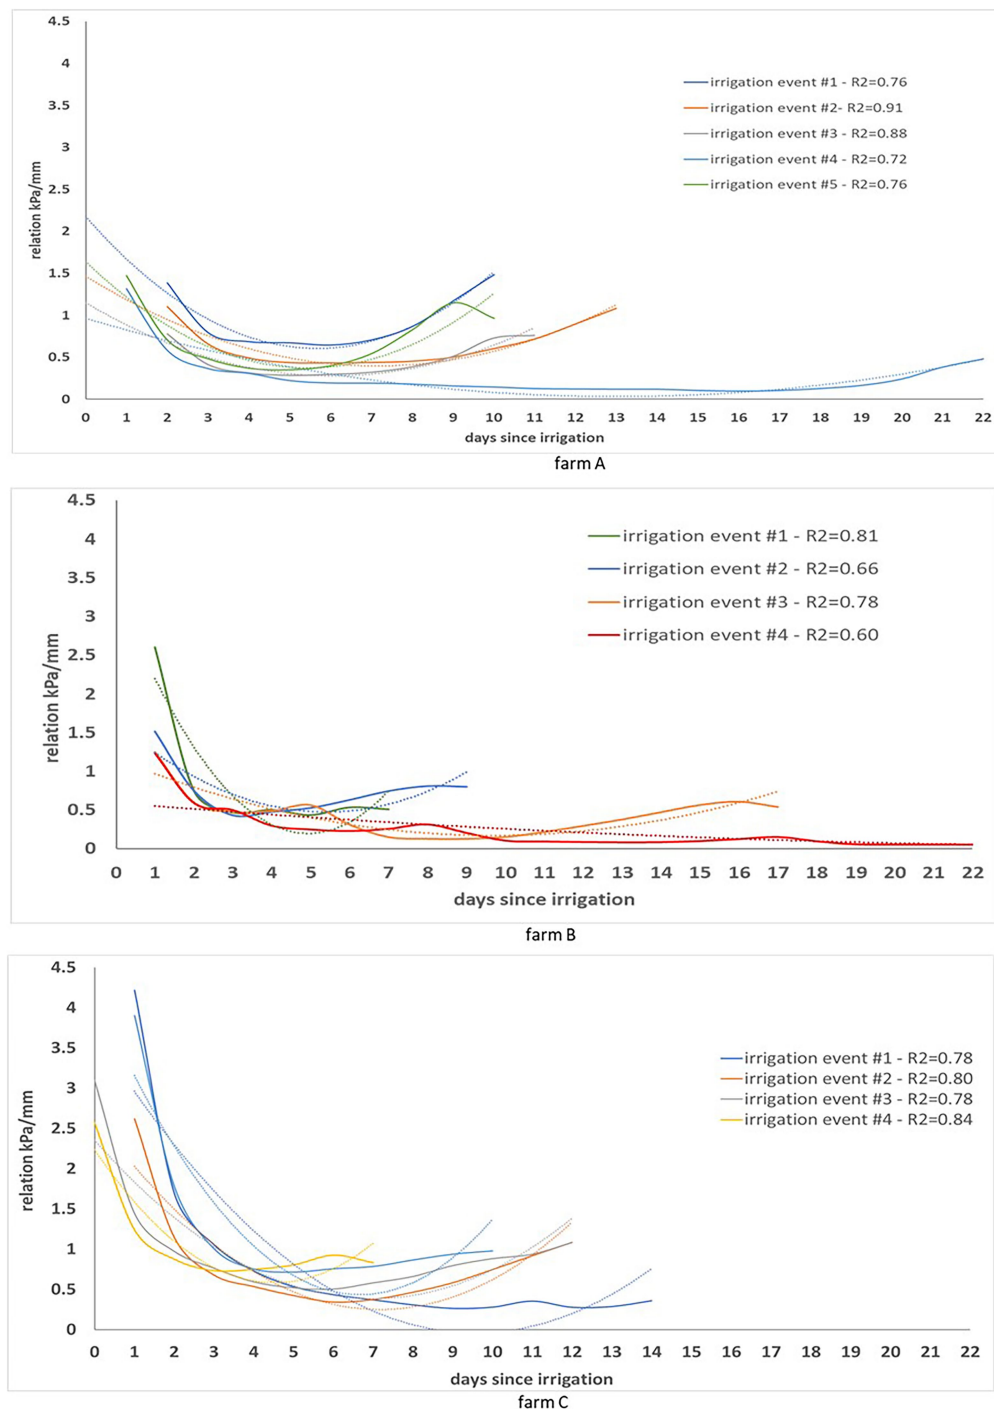 4.5
4
3.5
3
2.5
2
1.5
1
0.5
0
relation kPa/mm
irrigation event #1 - R2=0.76
irrigation event #2- R2=0.91
irrigation event #3 - R2=0.88
irrigation event #4 - R2=0.72
irrigation event #5 - R2=0.76
0 1 2 3 4 5 6 7 8 9 10 11 12 13 14 15 16 17 18 19 20 21 22
days since irrigation
farm A
4.5
4
3.5
3
2.5
2
1.5
1
0.5
0
relation kPa/mm
irrigation event #1 - R2=0.81
irrigation event #2 - R2=0.66
irrigation event #3 - R2=0.78
irrigation event #4 - R2=0.60
0 1 2 3 4 5 6 7 8 9 10 11 12 13 14 15 16 17 18 19 20 21 22
days since irrigation
farm B
4.5
4
3.5
3
2.5
2
1.5
1
0.5
0
relation kPa/mm
irrigation event #1 - R2=0.78
irrigation event #2 - R2=0.80
irrigation event #3 - R2=0.78
irrigation event #4 - R2=0.84
0 1 2 3 4 5 6 7 8 9 10 11 12 13 14 15 16 17 18 19 20 21 22
days since irrigation
farm C